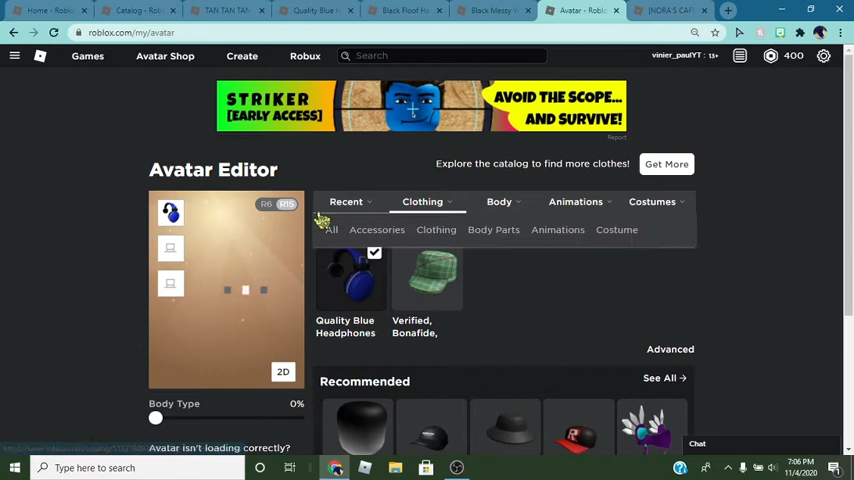 Home - Roblox
Catalog - Roblox
TAN TAN TAN
Quality Blue H
Black Floof H
Black Messy W
Avatar - Roblox
[NORA'S CAF
roblox.com/my/avatar
Games
Avatar Shop
Create
Robux
Search
vinier_paulYT : 13+
400
STRIKER
[EARLY ACCESS]
AVOID THE SCOPE...
AND SURVIVE!
Report
Avatar Editor
Explore the catalog to find more clothes!
Get More
R6 R15
Recent
Clothing
Body
Animations
Costumes
All
Accessories
Clothing
Body Parts
Animations
Costume
Quality Blue
Headphones
Verified,
Bonafide,
Advanced
2D
Recommended
See All
Body Type
0%
Avatar isn't loading correctly?
Chat
Type here to search
7:06 PM
11/4/2020